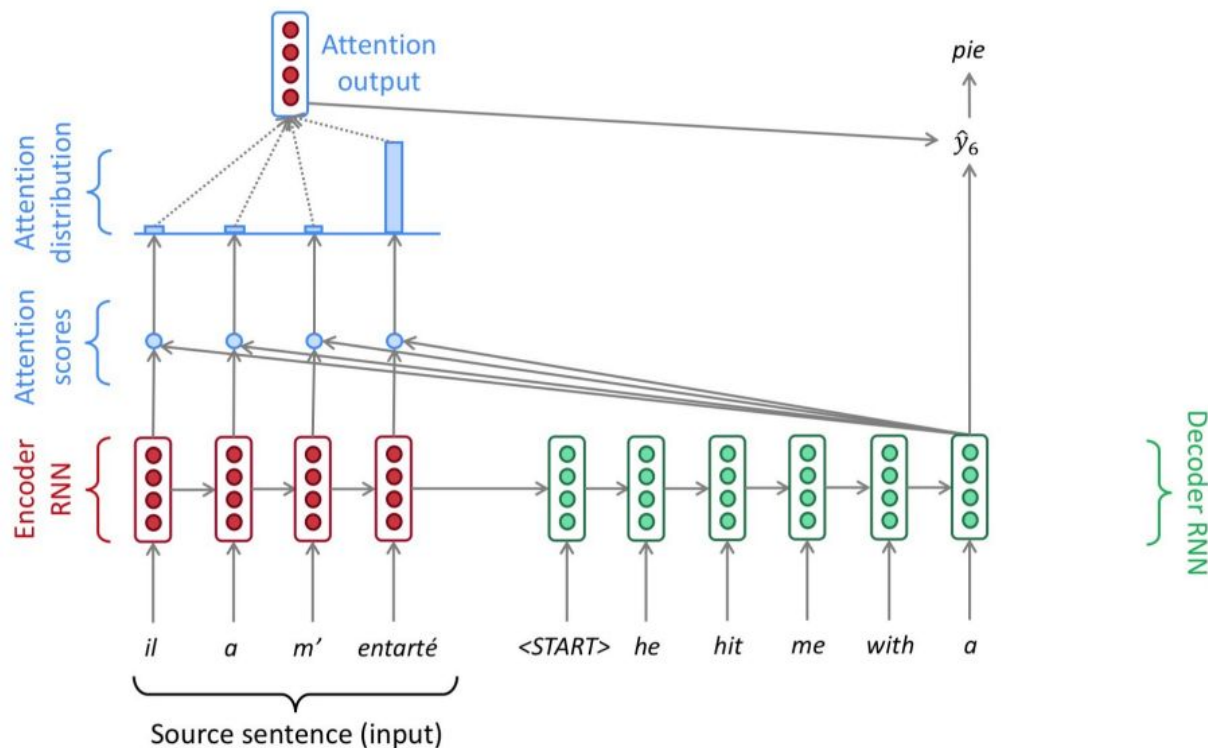 Attention
output
pie
ŷ₆
Attention
distribution
Attention
scores
Encoder
RNN
Decoder RNN
il a m’ entarté <START> he hit me with a
Source sentence (input)